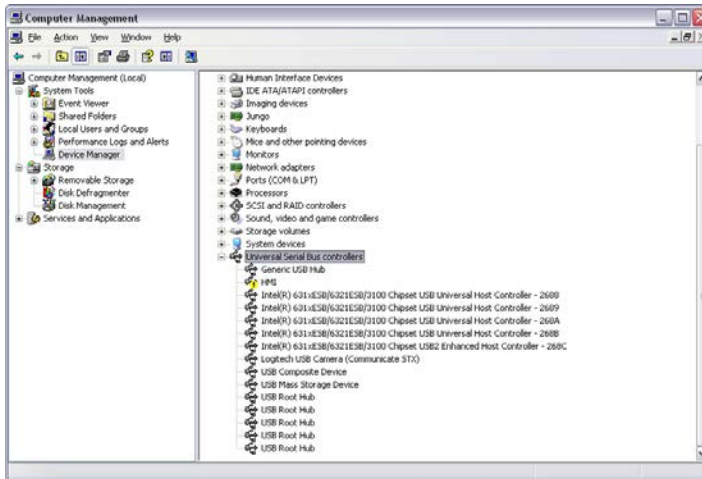 Computer Management
File Action View Window Help
Computer Management (Local)
System Tools
Event Viewer
Shared Folders
Local Users and Groups
Performance Logs and Alerts
Device Manager
Storage
Removable Storage
Disk Defragmenter
Disk Management
Services and Applications
Human Interface Devices
IDE ATA/ATAPI controllers
Imaging devices
Jungo
Keyboards
Mice and other pointing devices
Monitors
Network adapters
Ports (COM & LPT)
Processors
SCSI and RAID controllers
Sound, video and game controllers
Storage volumes
System devices
Universal Serial Bus controllers
Generic USB Hub
HMI
Intel(R) 631xESB/6321ESB/3100 Chipset USB Universal Host Controller - 2688
Intel(R) 631xESB/6321ESB/3100 Chipset USB Universal Host Controller - 2689
Intel(R) 631xESB/6321ESB/3100 Chipset USB Universal Host Controller - 268A
Intel(R) 631xESB/6321ESB/3100 Chipset USB Universal Host Controller - 268B
Intel(R) 631xESB/6321ESB/3100 Chipset USB2 Enhanced Host Controller - 268C
Logitech USB Camera (Communicate STX)
USB Composite Device
USB Mass Storage Device
USB Root Hub
USB Root Hub
USB Root Hub
USB Root Hub
USB Root Hub